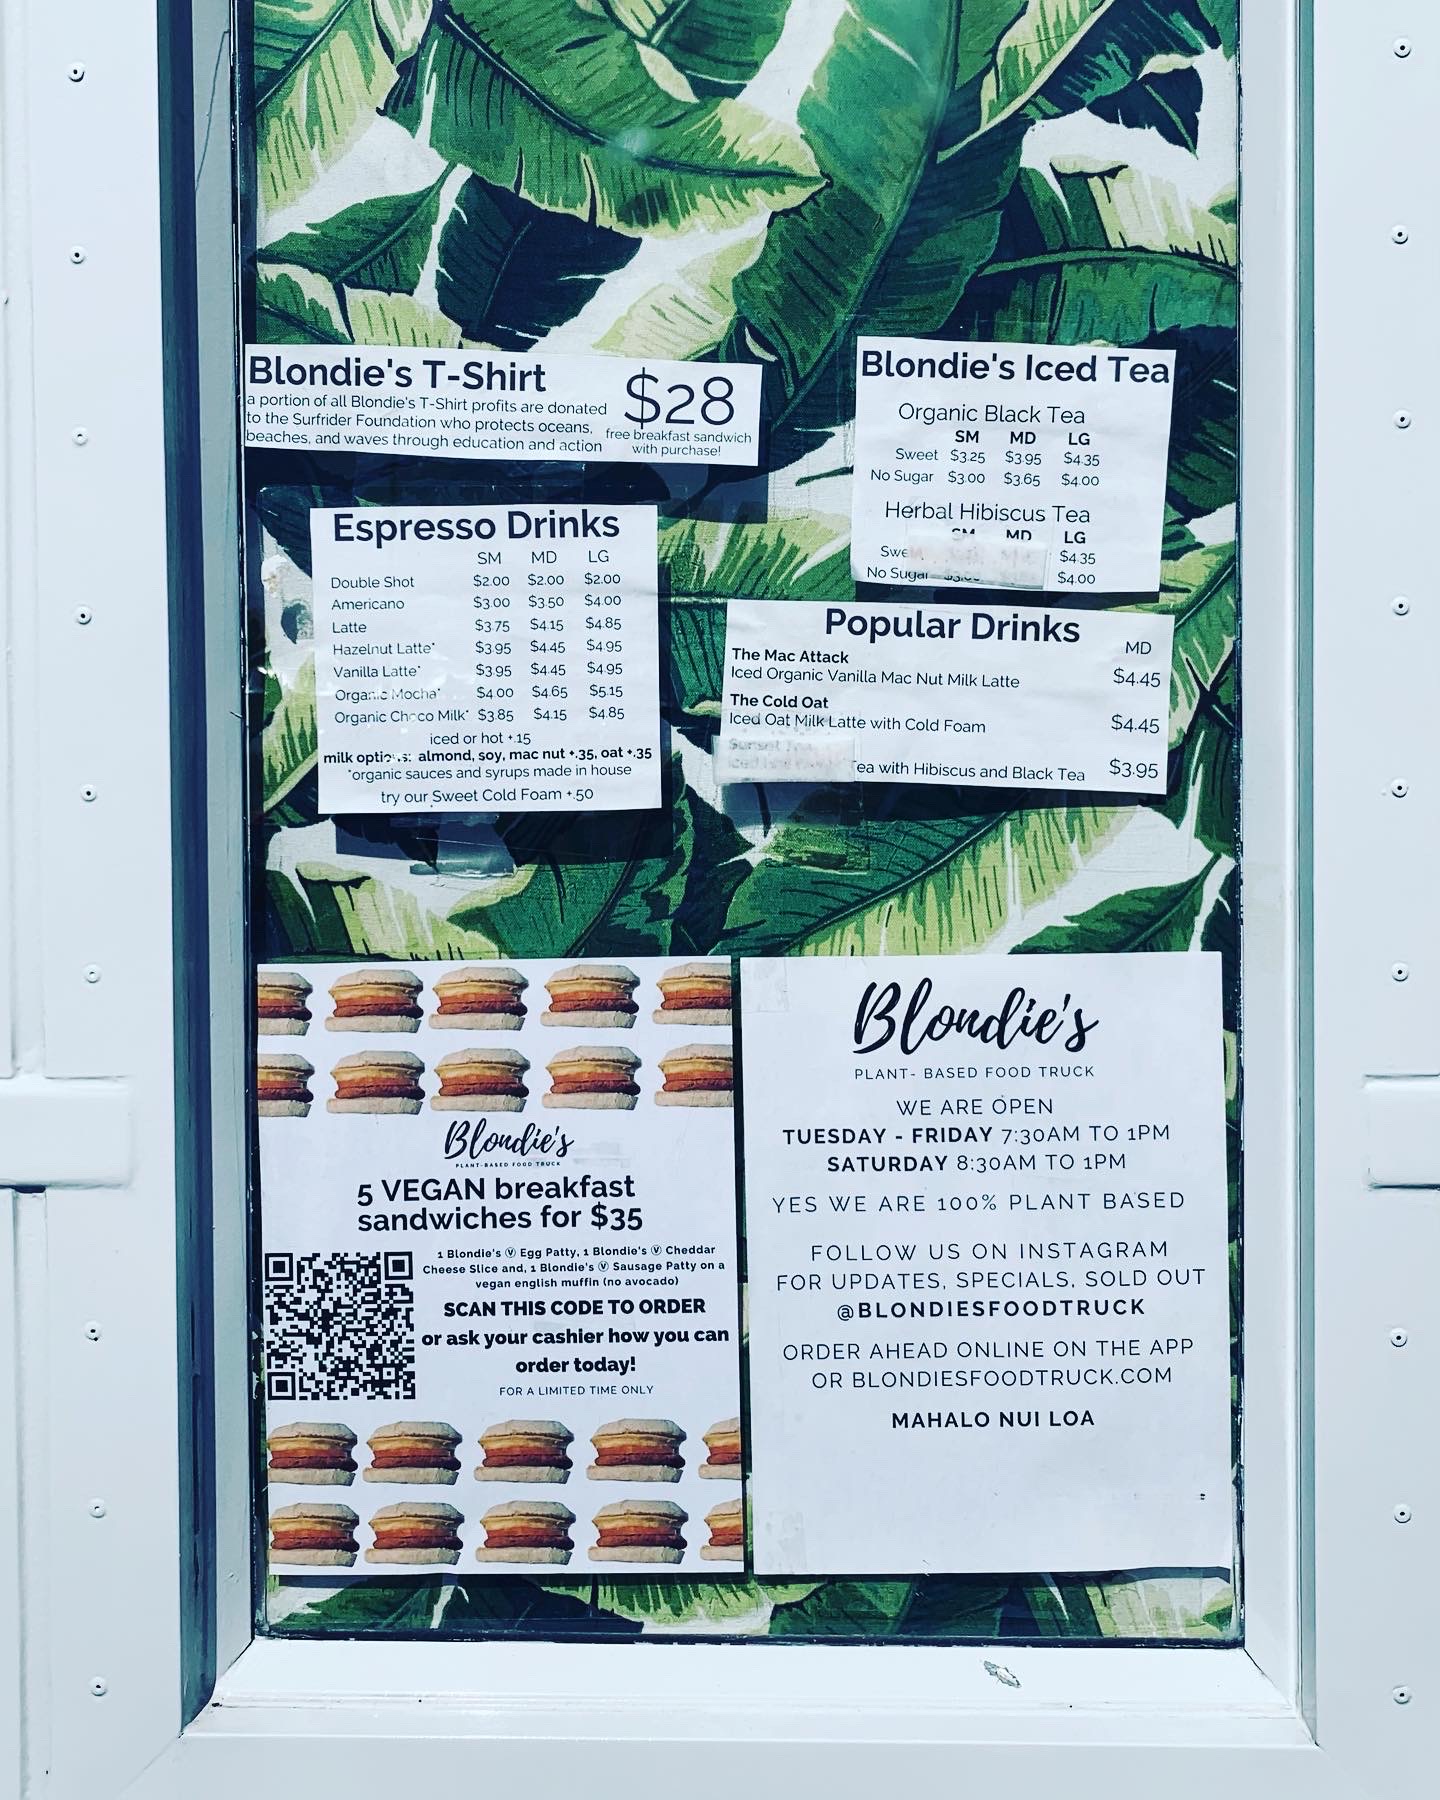 Blondie's T-Shirt
a portion of all Blondie's T-Shirt profits are donated
to the Surfrider Foundation who protects oceans,
beaches, and waves through education and action
$28
free breakfast sandwich
with purchase!
Blondie's Iced Tea
Organic Black Tea
SM MD LG
Sweet $3.25 $3.95 $4.35
No Sugar $3.00 $3.65 $4.00
Herbal Hibiscus Tea
SM MD LG
$4.35
No Sugar $4.00
Espresso Drinks
SM MD LG
Double Shot $2.00 $2.00 $2.00
Americano $3.00 $3.50 $4.00
Latte $3.75 $4.15 $4.85
Hazelnut Latte* $3.95 $4.45 $4.95
Vanilla Latte* $3.95 $4.45 $4.95
Organic Mocha* $4.00 $4.65 $5.15
Organic Choco Milk* $3.85 $4.15 $4.85
iced or hot +.15
milk options: almond, soy, mac nut +.35, oat +.35
*organic sauces and syrups made in house
try our Sweet Cold Foam +.50
Popular Drinks
MD
The Mac Attack
Iced Organic Vanilla Mac Nut Milk Latte $4.45
The Cold Oat
Iced Oat Milk Latte with Cold Foam $4.45
Sunset Tea
Tea with Hibiscus and Black Tea $3.95
Blondie's
PLANT-BASED FOOD TRUCK
5 VEGAN breakfast
sandwiches for $35
1 Blondie's Ⓥ Egg Patty, 1 Blondie's Ⓥ Cheddar
Cheese Slice and, 1 Blondie's Ⓥ Sausage Patty on a
vegan english muffin (no avocado)
SCAN THIS CODE TO ORDER
or ask your cashier how you can
order today!
FOR A LIMITED TIME ONLY
Blondie's
PLANT- BASED FOOD TRUCK
WE ARE OPEN
TUESDAY - FRIDAY 7:30AM TO 1PM
SATURDAY 8:30AM TO 1PM
YES WE ARE 100% PLANT BASED
FOLLOW US ON INSTAGRAM
FOR UPDATES, SPECIALS, SOLD OUT
@BLONDIESFOODTRUCK
ORDER AHEAD ONLINE ON THE APP
OR BLONDIESFOODTRUCK.COM
MAHALO NUI LOA